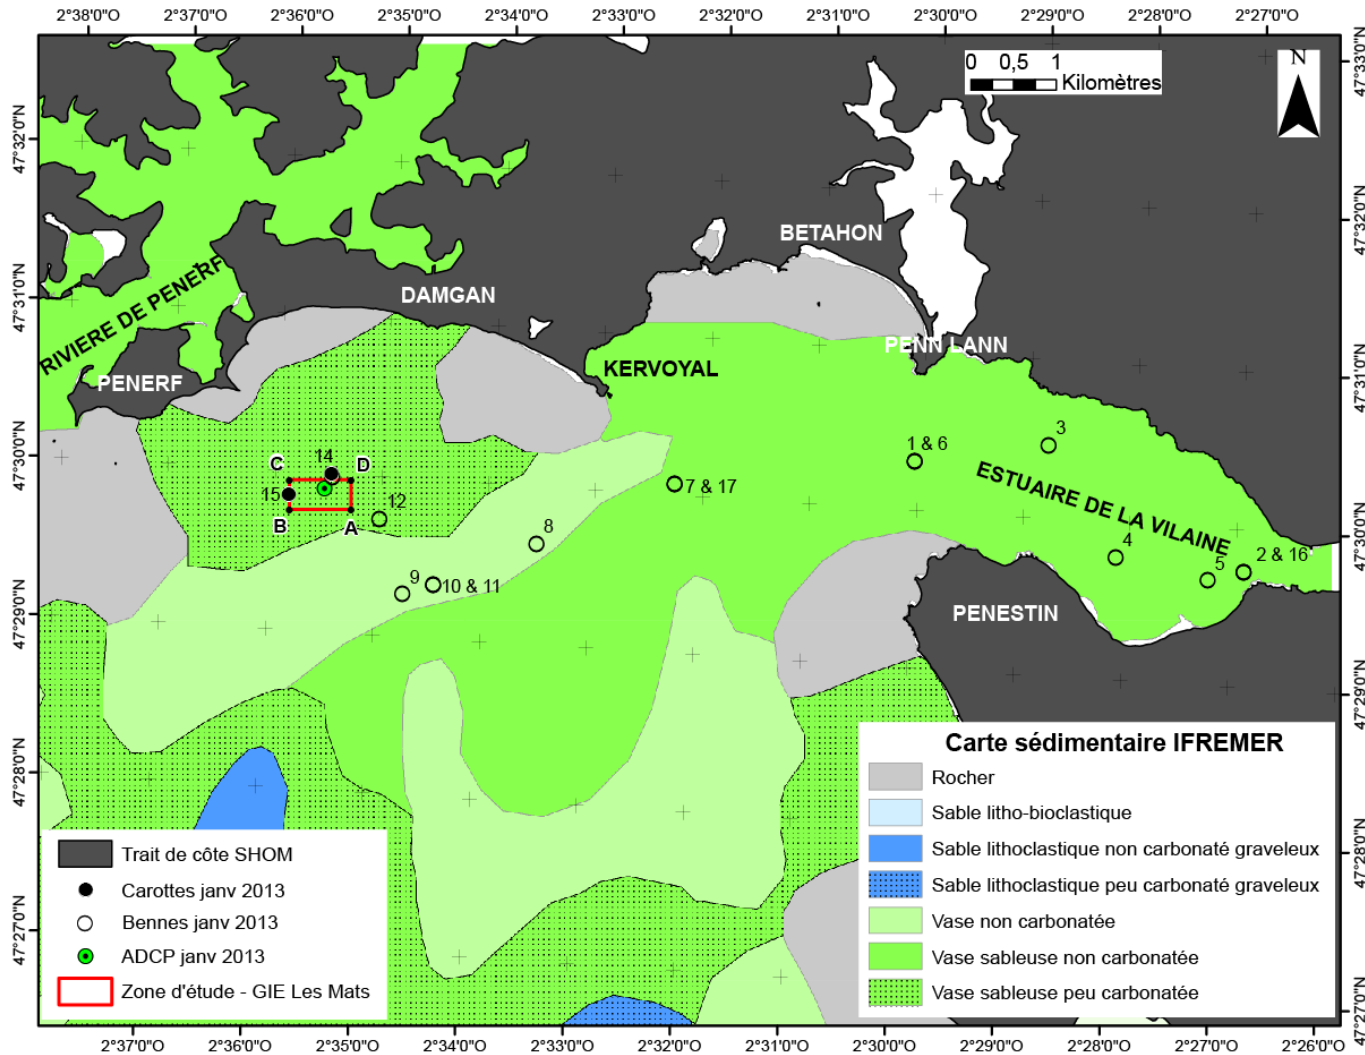 2°38'0"O 2°37'0"O 2°36'0"O 2°35'0"O 2°34'0"O 2°33'0"O 2°32'0"O 2°31'0"O 2°30'0"O 2°29'0"O 2°28'0"O 2°27'0"O
0 0,5 1
Kilomètres
N
47°33'0"N
47°32'0"N
47°32'0"N
BETAHON
RIVIERE DE PENERF
DAMGAN
47°31'0"N
PENN LANN
KERVOYAL
PENERF
47°31'0"N
3
1 & 6
47°30'0"N
C 14 D
ESTUAIRE DE LA VILAINE
7 & 17
15
12
B A
8
4
5
2 & 16
47°30'0"N
9
10 & 11
PENESTIN
47°29'0"N
47°29'0"N
47°28'0"N
47°28'0"N
47°27'0"N
47°27'0"N
Trait de côte SHOM
Carottes janv 2013
Bennes janv 2013
ADCP janv 2013
Zone d'étude - GIE Les Mats
Carte sédimentaire IFREMER
Rocher
Sable litho-bioclastique
Sable lithoclastique non carbonaté graveleux
Sable lithoclastique peu carbonaté graveleux
Vase non carbonatée
Vase sableuse non carbonatée
Vase sableuse peu carbonatée
2°37'0"O 2°36'0"O 2°35'0"O 2°34'0"O 2°33'0"O 2°32'0"O 2°31'0"O 2°30'0"O 2°29'0"O 2°28'0"O 2°27'0"O 2°26'0"O